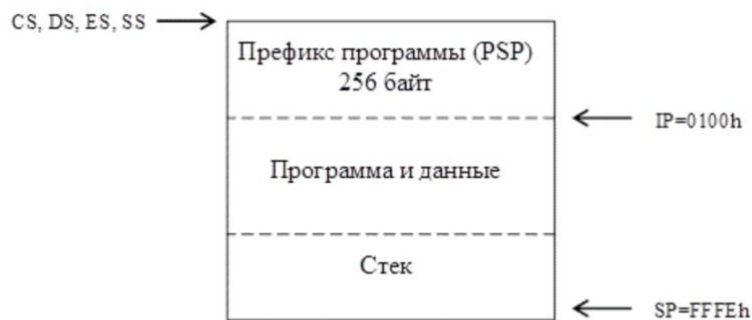 CS, DS, ES, SS
Префикс программы (PSP)
256 байт
IP=0100h
Программа и данные
Стек
SP=FFFEh